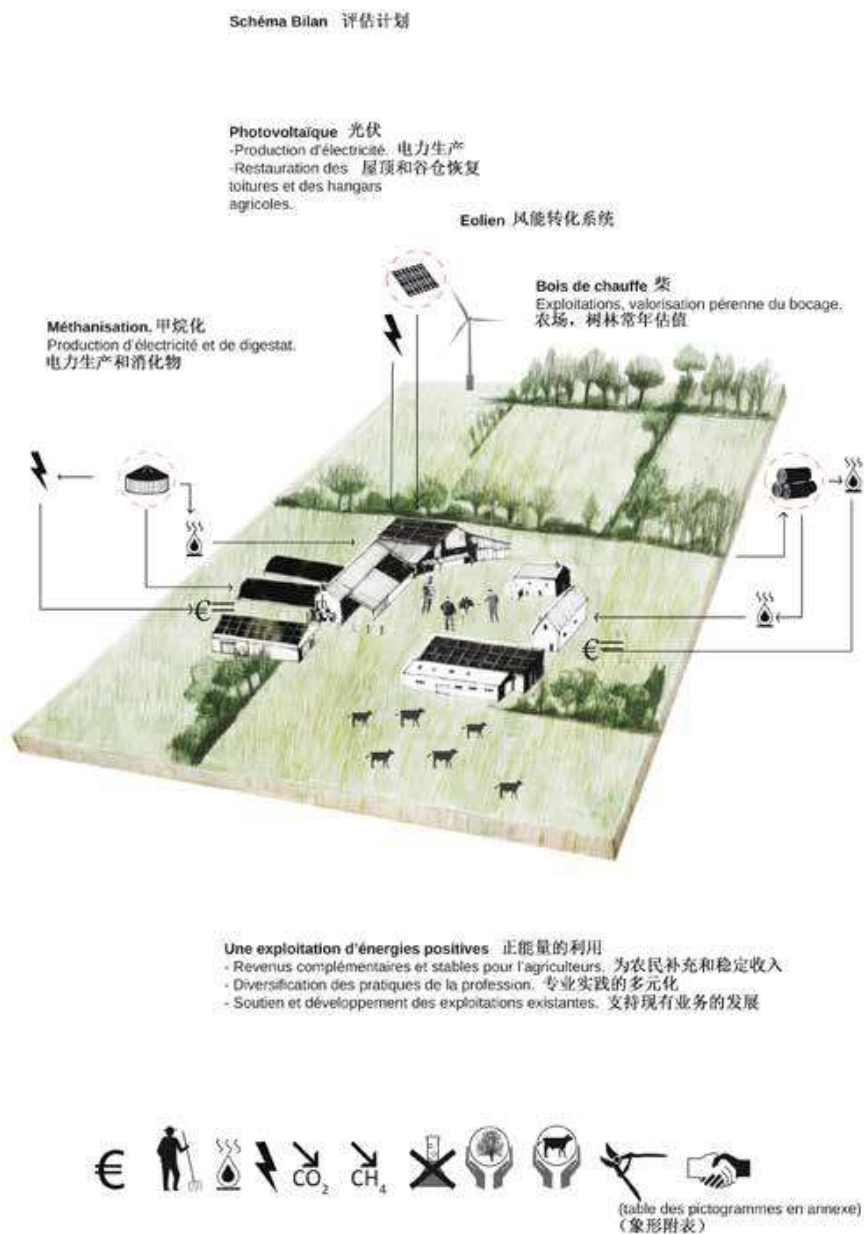 Schéma Bilan 评估计划
Photovoltaïque 光伏
-Production d'électricité. 电力生产
-Restauration des 屋顶和谷仓恢复
toitures et des hangars
agricoles.
Eolien 风能转化系统
Bois de chauffe 柴
Exploitations, valorisation pérenne du bocage.
农场，树林常年估值
Méthanisation. 甲烷化
Production d'électricité et de digestat.
电力生产和消化物
€
€
Une exploitation d'énergies positives 正能量的利用
- Revenus complémentaires et stables pour l'agriculteurs. 为农民补充和稳定收入
- Diversification des pratiques de la profession. 专业实践的多元化
- Soutien et développement des exploitations existantes. 支持现有业务的发展
€ CO₂ CH₄
(table des pictogrammes en annexe)
（象形附表）